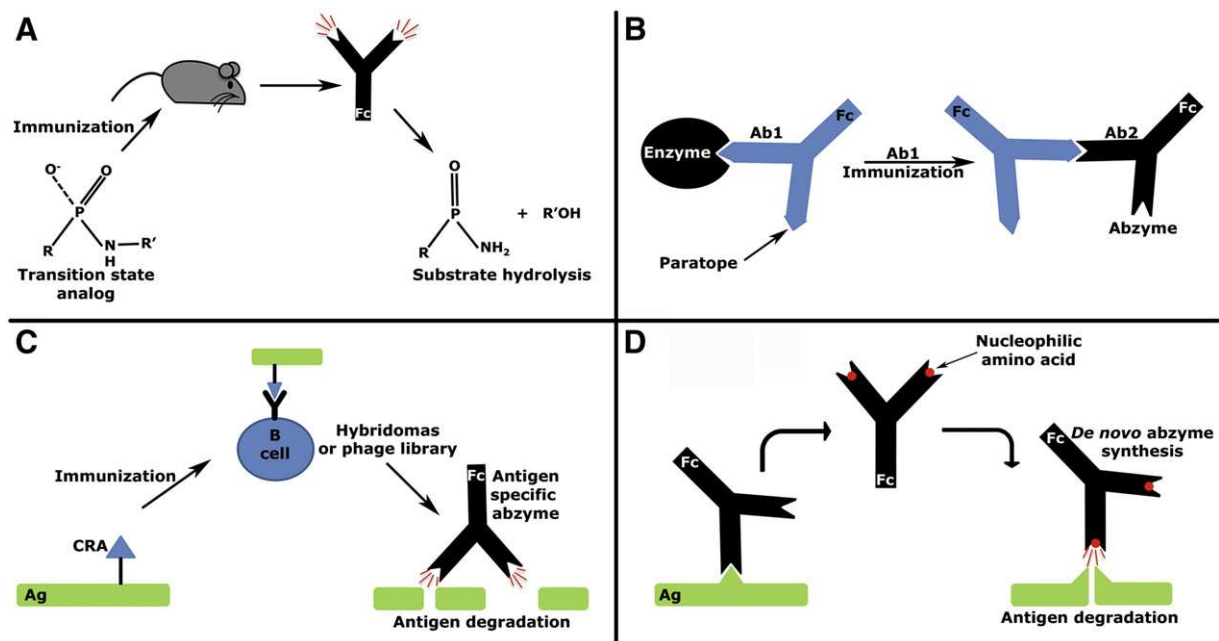 A
Fc
Immunization
O-
O
P
R
N
H
R'
Transition state
analog
O
P
R
NH2
+ R'OH
Substrate hydrolysis
B
Enzyme
Ab1
Fc
Ab1
Immunization
Paratope
Fc
Ab2
Fc
Abzyme
C
B
cell
Immunization
CRA
Ag
Hybridomas
or phage library
Fc
Antigen
specific
abzyme
Antigen degradation
D
Nucleophilic
amino acid
Fc
Fc
Ag
De novo abzyme
synthesis
Fc
Antigen degradation